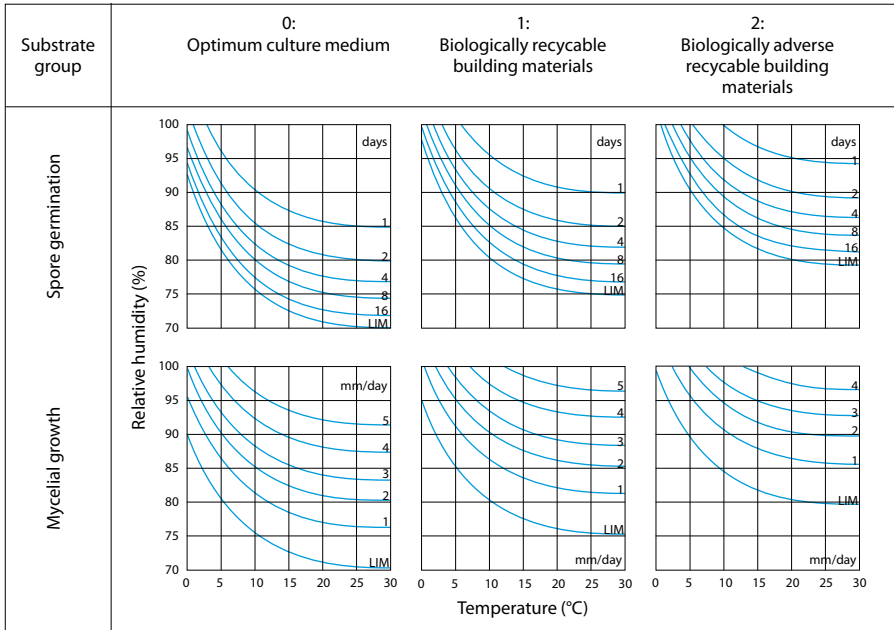 Substrate
group
0:
Optimum culture medium
1:
Biologically recycable
building materials
2:
Biologically adverse
recycable building
materials
Spore germination
Mycelial growth
Relative humidity (%)
100
95
90
85
80
75
70
days
1
2
4
8
16
LIM
days
1
2
4
8
16
LIM
days
1
2
4
8
16
LIM
100
95
90
85
80
75
70
mm/day
5
4
3
2
1
LIM
0 5 10 15 20 25 30
5
4
3
2
1
LIM
mm/day
0 5 10 15 20 25 30
4
3
2
1
LIM
mm/day
0 5 10 15 20 25 30
Temperature (°C)